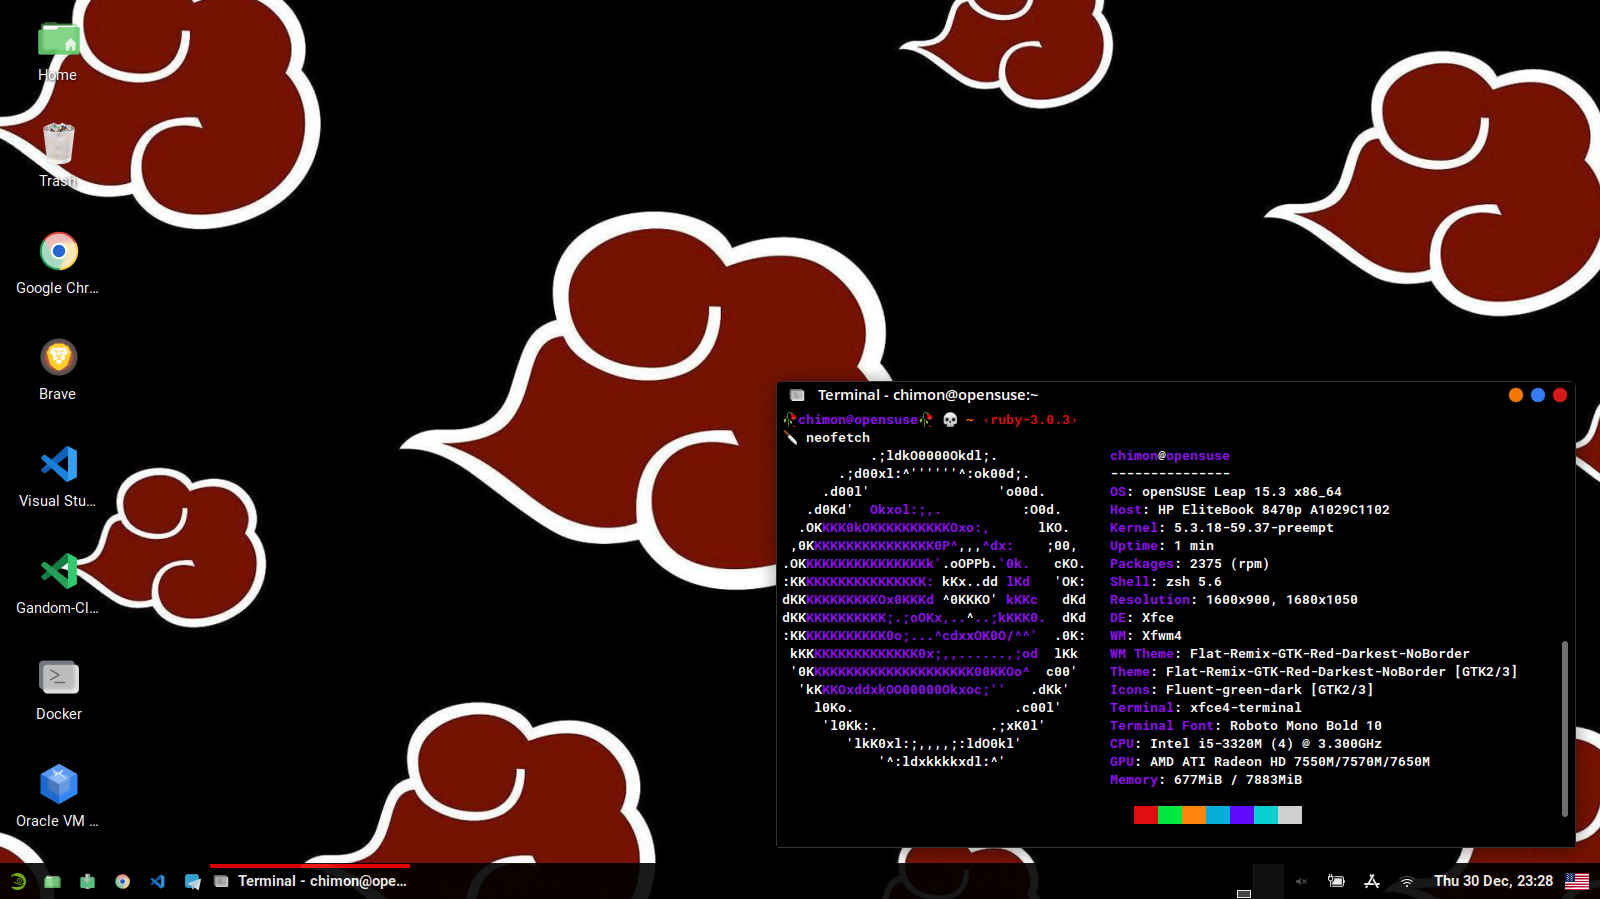 Home
Trash
Google Chr...
Brave
Visual Stu...
Gandom-Cl...
Docker
Oracle VM ...
Terminal - chimon@opensuse:~
chimon@opensuse ~ ‹ruby-3.0.3›
neofetch
.;ldkO0000Okdl;.
.;d00xl:^''''''^:ok00d;.
.d00l'                'o00d.
.d0Kd'  Okxol:;,.          :O0d.
.OKKKK0kOKKKKKKKKKKOxo:,      lKO.
,0KKKKKKKKKKKKKKKK0P^,,,^dx:    ;00,
.OKKKKKKKKKKKKKKKKk'.oOPPb.'0k.   cKO.
:KKKKKKKKKKKKKKKKK: kKx..dd lKd   'OK:
dKKKKKKKKKKKOx0KKKd ^0KKKO' kKKc   dKd
dKKKKKKKKKKKK;.;oOKx,..^..;kKKK0.  dKd
:KKKKKKKKKKKK0o;...^cdxxOK0O/^^'  .0K:
kKKKKKKKKKKKKKKK0x;,,......,;od  lKk
'0KKKKKKKKKKKKKKKKKKKKK00KKOo^  c00'
'kKKKOxddxkOO00000Okxoc;''   .dKk'
l0Ko.                    .c00l'
'l0Kk:.              .;xK0l'
'lkK0xl:;,,,,;:ldO0kl'
'^:ldxkkkkxdl:^'
chimon@opensuse
---------------
OS: openSUSE Leap 15.3 x86_64
Host: HP EliteBook 8470p A1029C1102
Kernel: 5.3.18-59.37-preempt
Uptime: 1 min
Packages: 2375 (rpm)
Shell: zsh 5.6
Resolution: 1600x900, 1680x1050
DE: Xfce
WM: Xfwm4
WM Theme: Flat-Remix-GTK-Red-Darkest-NoBorder
Theme: Flat-Remix-GTK-Red-Darkest-NoBorder [GTK2/3]
Icons: Fluent-green-dark [GTK2/3]
Terminal: xfce4-terminal
Terminal Font: Roboto Mono Bold 10
CPU: Intel i5-3320M (4) @ 3.300GHz
GPU: AMD ATI Radeon HD 7550M/7570M/7650M
Memory: 677MiB / 7883MiB
Terminal - chimon@ope...
Thu 30 Dec, 23:28